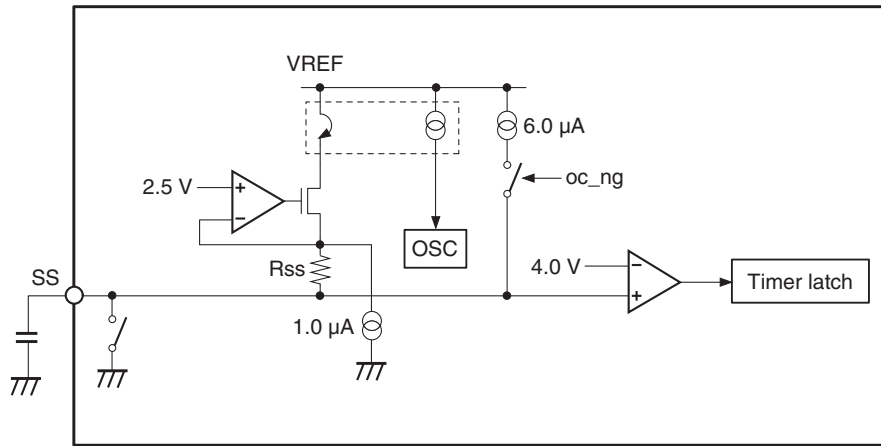 VREF
6.0 µA
oc_ng
2.5 V
+
−
OSC
Rss
SS
4.0 V
−
+
Timer latch
1.0 µA